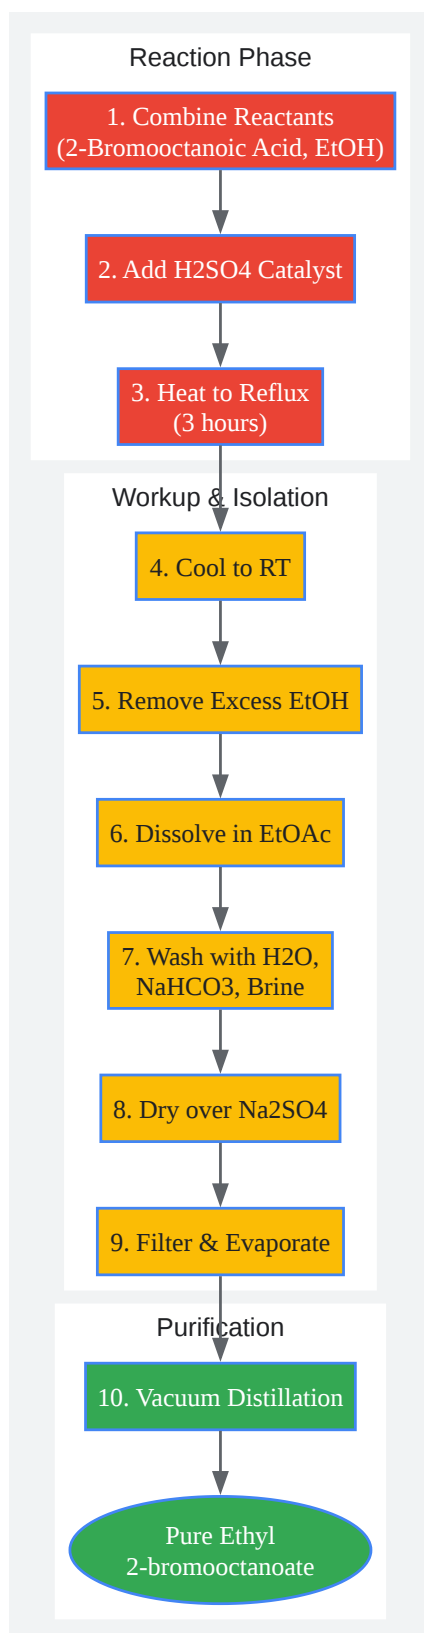 Reaction Phase
1. Combine Reactants
(2-Bromooctanoic Acid, EtOH)
2. Add H2SO4 Catalyst
3. Heat to Reflux
(3 hours)
Workup & Isolation
4. Cool to RT
5. Remove Excess EtOH
6. Dissolve in EtOAc
7. Wash with H2O,
NaHCO3, Brine
8. Dry over Na2SO4
9. Filter & Evaporate
Purification
10. Vacuum Distillation
Pure Ethyl
2-bromooctanoate